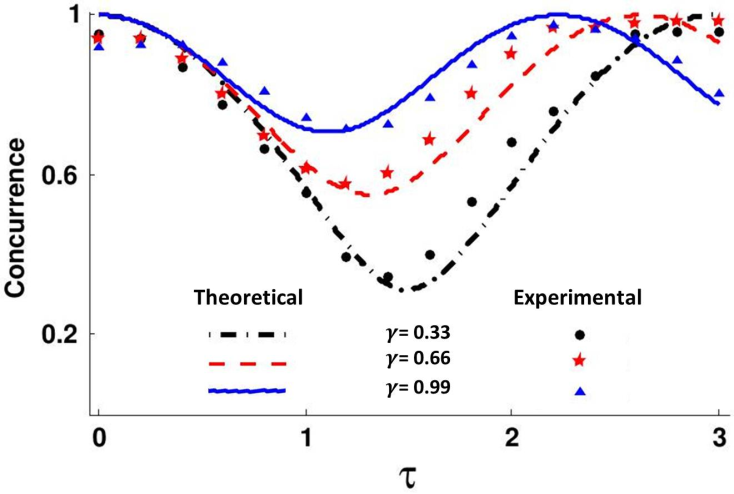 1
0.6
0.2
Concurrence
Theoretical
Experimental
γ = 0.33
γ = 0.66
γ = 0.99
0
1
2
3
τ